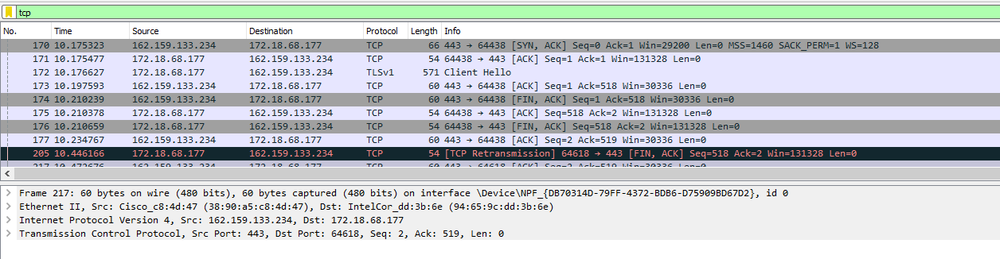 tcp
No. Time Source Destination Protocol Length Info
170 10.175323 162.159.133.234 172.18.68.177 TCP 66 443 → 64438 [SYN, ACK] Seq=0 Ack=1 Win=29200 Len=0 MSS=1460 SACK_PERM=1 WS=128
171 10.175477 172.18.68.177 162.159.133.234 TCP 54 64438 → 443 [ACK] Seq=1 Ack=1 Win=131328 Len=0
172 10.176627 172.18.68.177 162.159.133.234 TLSv1 571 Client Hello
173 10.197593 162.159.133.234 172.18.68.177 TCP 60 443 → 64438 [ACK] Seq=1 Ack=518 Win=30336 Len=0
174 10.210239 162.159.133.234 172.18.68.177 TCP 60 443 → 64438 [FIN, ACK] Seq=1 Ack=518 Win=30336 Len=0
175 10.210378 172.18.68.177 162.159.133.234 TCP 54 64438 → 443 [ACK] Seq=518 Ack=2 Win=131328 Len=0
176 10.210659 172.18.68.177 162.159.133.234 TCP 54 64438 → 443 [FIN, ACK] Seq=518 Ack=2 Win=131328 Len=0
177 10.234767 162.159.133.234 172.18.68.177 TCP 60 443 → 64438 [ACK] Seq=2 Ack=519 Win=30336 Len=0
205 10.446166 172.18.68.177 162.159.133.234 TCP 54 [TCP Retransmission] 64618 → 443 [FIN, ACK] Seq=518 Ack=2 Win=131328 Len=0
217 10.472676 162.159.133.234 172.18.68.177 TCP 60 443 → 64618 [ACK] Seq=2 Ack=519 Win=30336 Len=0
Frame 217: 60 bytes on wire (480 bits), 60 bytes captured (480 bits) on interface \Device\NPF_{DB70314D-79FF-4372-BDB6-D75909BD67D2}, id 0
Ethernet II, Src: Cisco_c8:4d:47 (38:90:a5:c8:4d:47), Dst: IntelCor_dd:3b:6e (94:65:9c:dd:3b:6e)
Internet Protocol Version 4, Src: 162.159.133.234, Dst: 172.18.68.177
Transmission Control Protocol, Src Port: 443, Dst Port: 64618, Seq: 2, Ack: 519, Len: 0